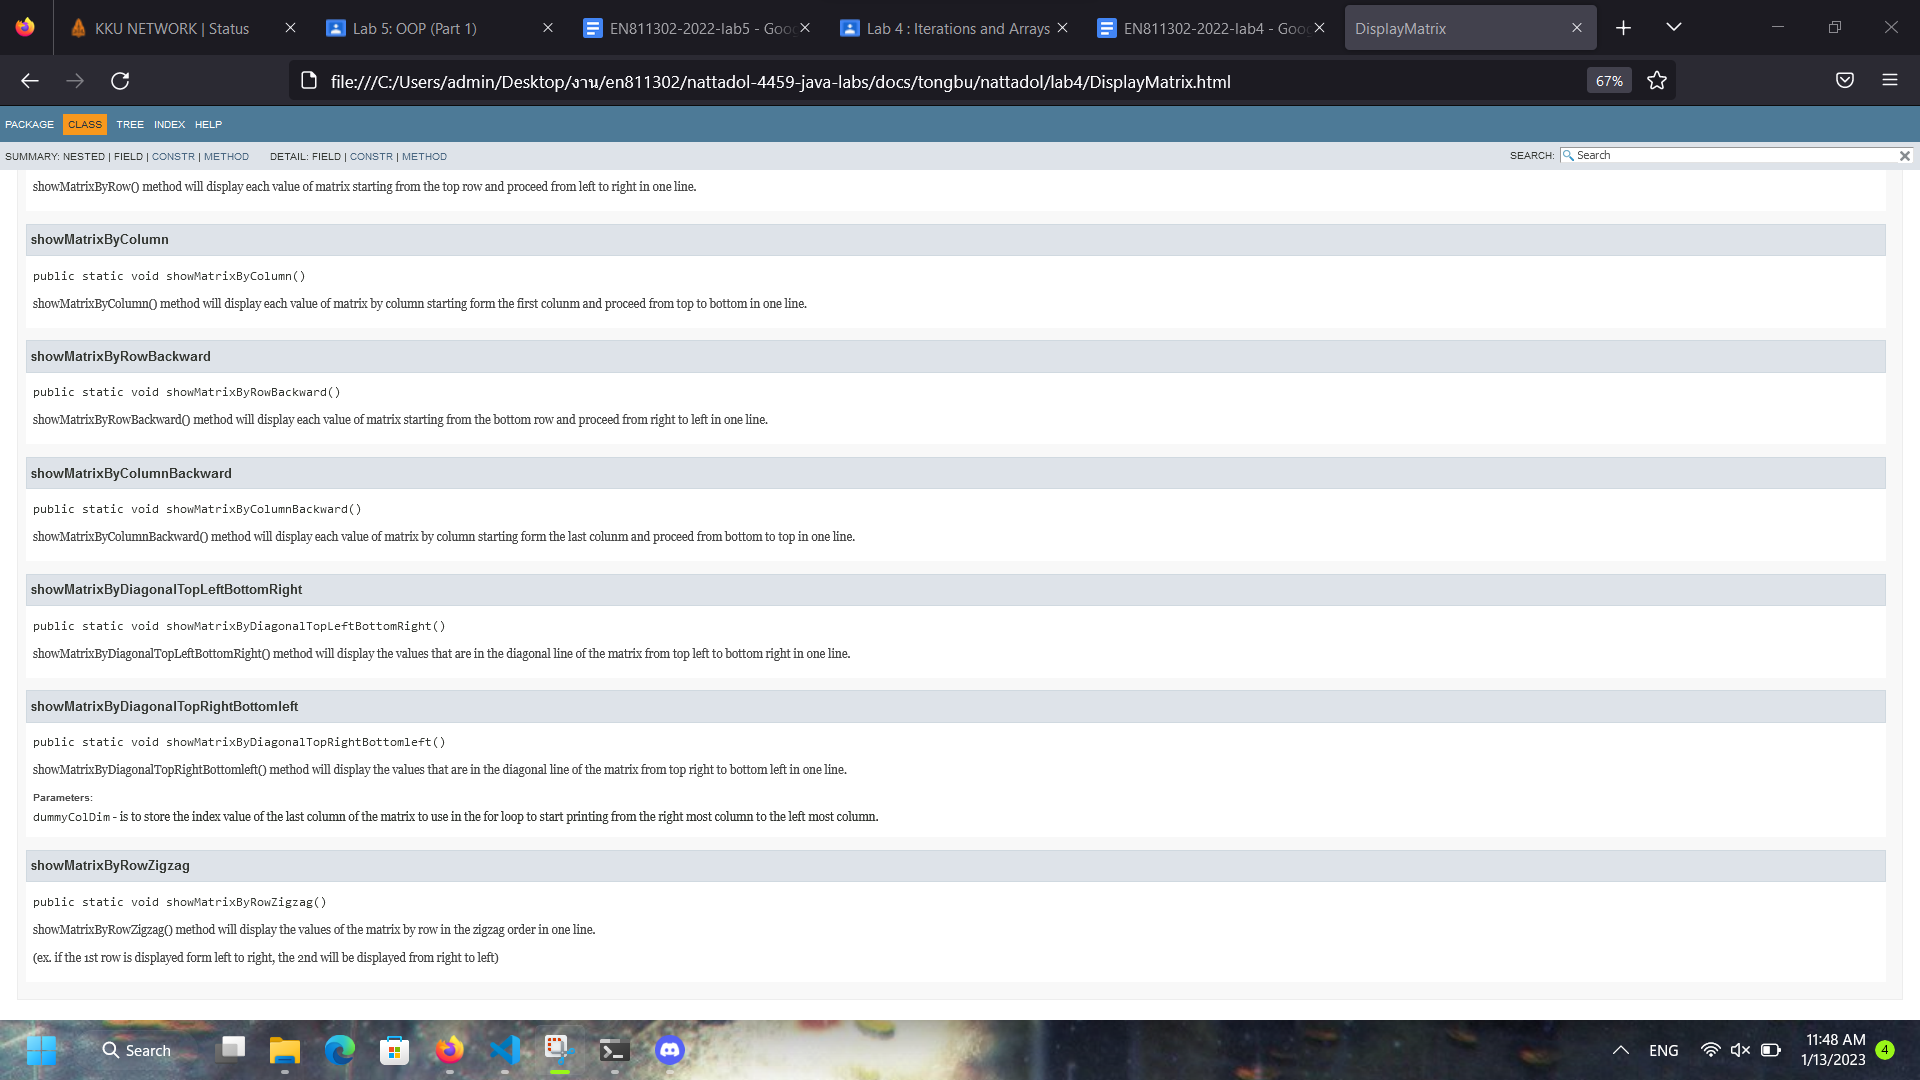 KKU NETWORK | Status
Lab 5: OOP (Part 1)
EN811302-2022-lab5 - Goo
Lab 4 : Iterations and Arrays
EN811302-2022-lab4 - Goo
DisplayMatrix
file:///C:/Users/admin/Desktop/งาน/en811302/nattadol-4459-java-labs/docs/tongbu/nattadol/lab4/DisplayMatrix.html
67%
PACKAGE CLASS TREE INDEX HELP
SUMMARY: NESTED | FIELD | CONSTR | METHOD DETAIL: FIELD | CONSTR | METHOD
SEARCH: Search
showMatrixByRow() method will display each value of matrix starting from the top row and proceed from left to right in one line.
showMatrixByColumn
public static void showMatrixByColumn()
showMatrixByColumn() method will display each value of matrix by column starting form the first colunm and proceed from top to bottom in one line.
showMatrixByRowBackward
public static void showMatrixByRowBackward()
showMatrixByRowBackward() method will display each value of matrix starting from the bottom row and proceed from right to left in one line.
showMatrixByColumnBackward
public static void showMatrixByColumnBackward()
showMatrixByColumnBackward() method will display each value of matrix by column starting form the last colunm and proceed from bottom to top in one line.
showMatrixByDiagonalTopLeftBottomRight
public static void showMatrixByDiagonalTopLeftBottomRight()
showMatrixByDiagonalTopLeftBottomRight() method will display the values that are in the diagonal line of the matrix from top left to bottom right in one line.
showMatrixByDiagonalTopRightBottomleft
public static void showMatrixByDiagonalTopRightBottomleft()
showMatrixByDiagonalTopRightBottomleft() method will display the values that are in the diagonal line of the matrix from top right to bottom left in one line.
Parameters:
dummyColDim - is to store the index value of the last column of the matrix to use in the for loop to start printing from the right most column to the left most column.
showMatrixByRowZigzag
public static void showMatrixByRowZigzag()
showMatrixByRowZigzag() method will display the values of the matrix by row in the zigzag order in one line.
(ex. if the 1st row is displayed form left to right, the 2nd will be displayed from right to left)
Search
ENG
11:48 AM
1/13/2023
4